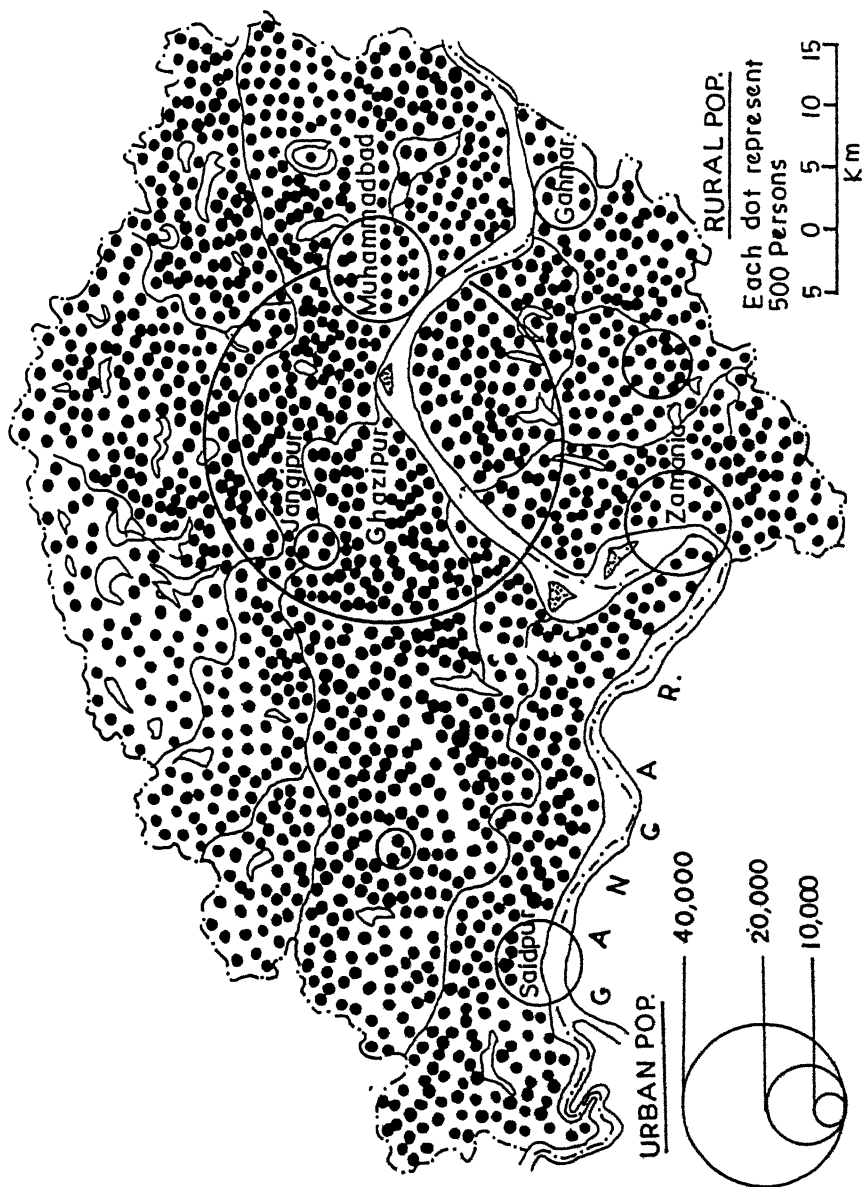 Jangipur
Ghazipur
Muhammadbad
Gahmar
Zamania
Saidpur
G A N G A R.
URBAN POP.
40,000
20,000
10,000
RURAL POP.
Each dot represent
500 Persons
5 0 5 10 15
Km